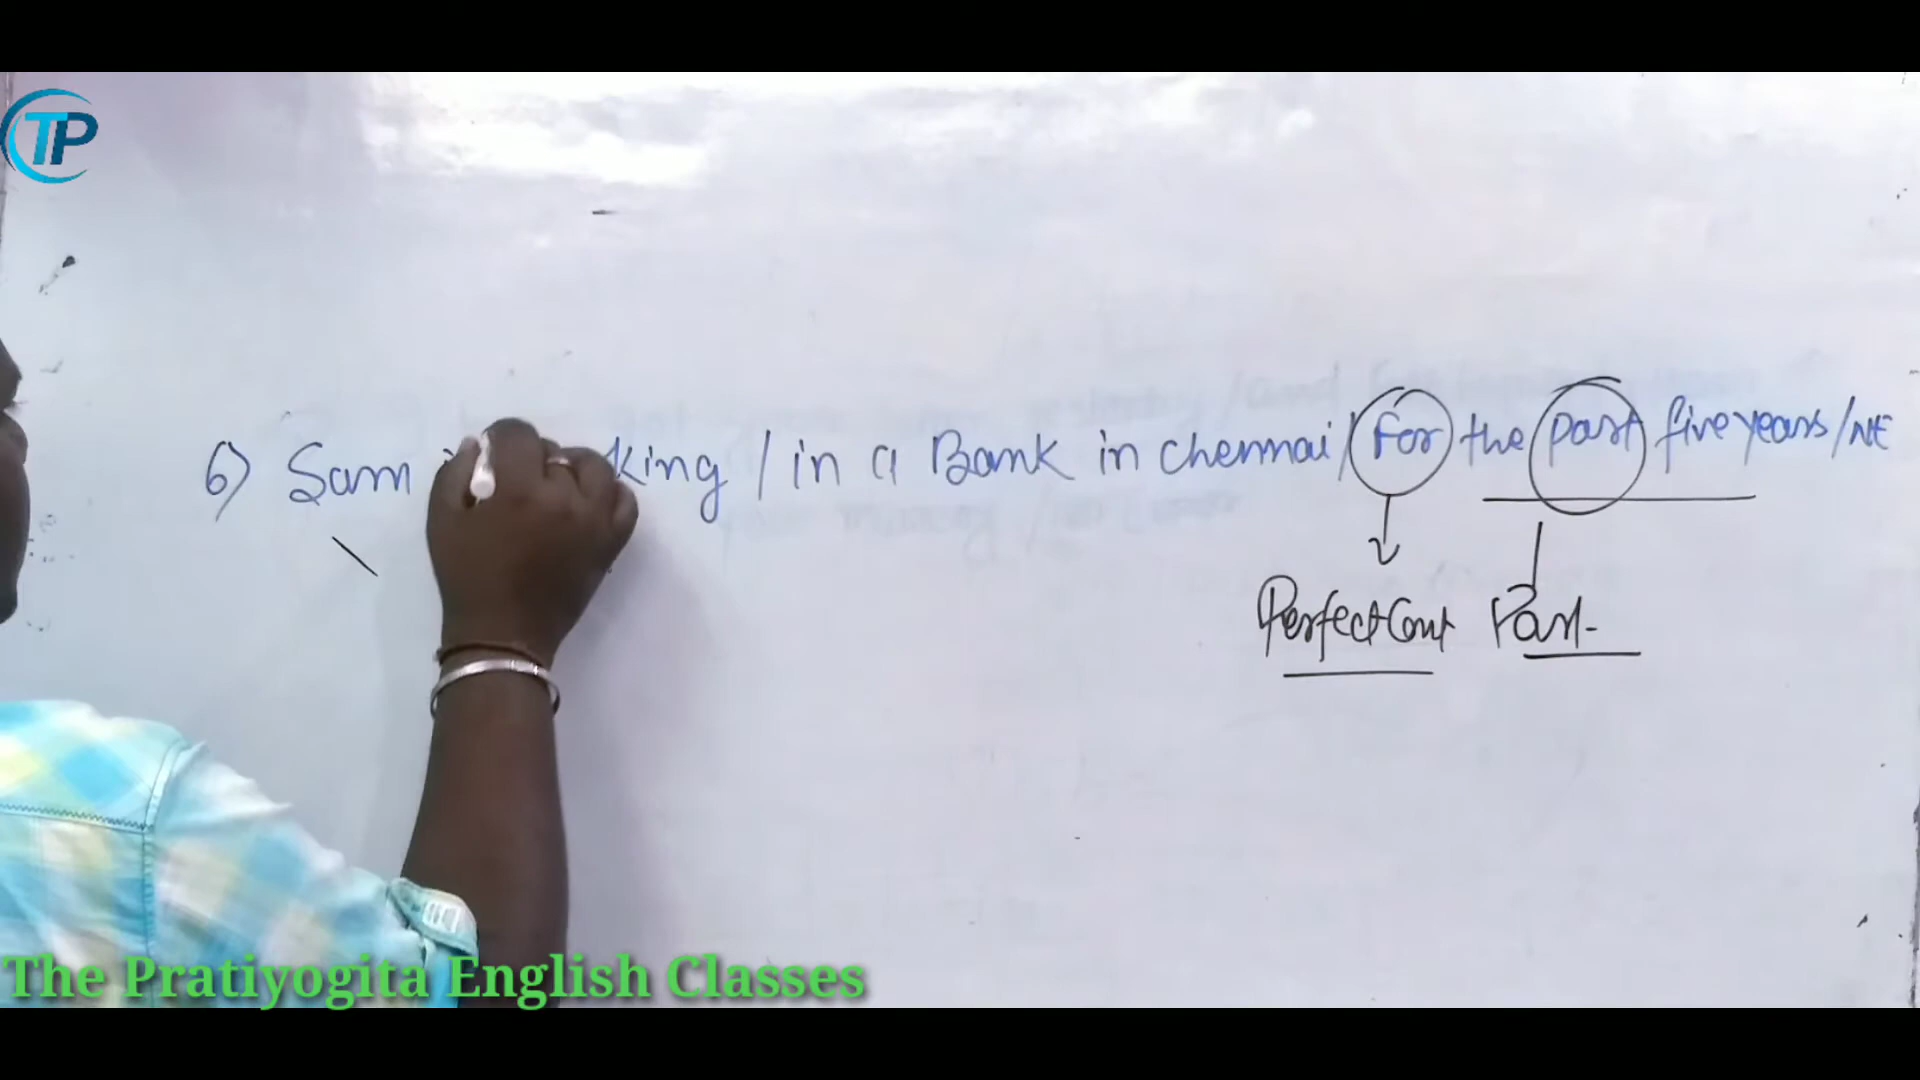 TP
6) Sam king / in a Bank in chennai / For the past five years / NE
Perfect Cont Past
The Pratiyogita English Classes